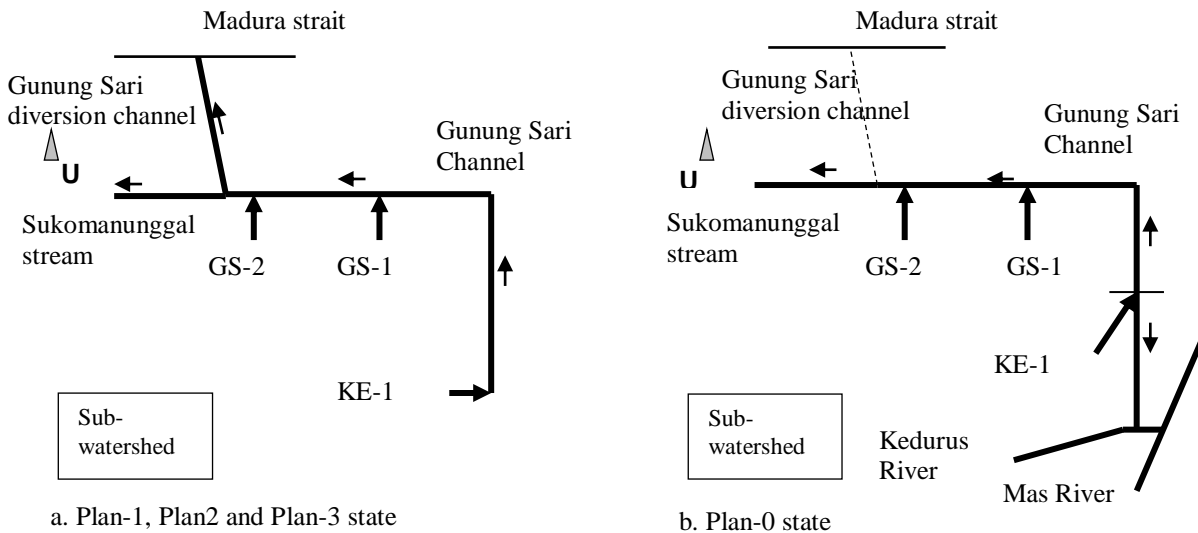 Madura strait
Gunung Sari
diversion channel
Gunung Sari
Channel
U
Sukomanunggal
stream
GS-2
GS-1
KE-1
Sub-
watershed
a. Plan-1, Plan2 and Plan-3 state
Madura strait
Gunung Sari
diversion channel
Gunung Sari
Channel
U
Sukomanunggal
stream
GS-2
GS-1
KE-1
Sub-
watershed
Kedurus
River
Mas River
b. Plan-0 state